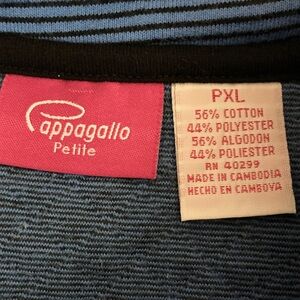 Pappagallo
Petite
PXL
56% COTTON
44% POLYESTER
56% ALGODON
44% POLIESTER
RN 40299
MADE IN CAMBODIA
HECHO EN CAMBOYA